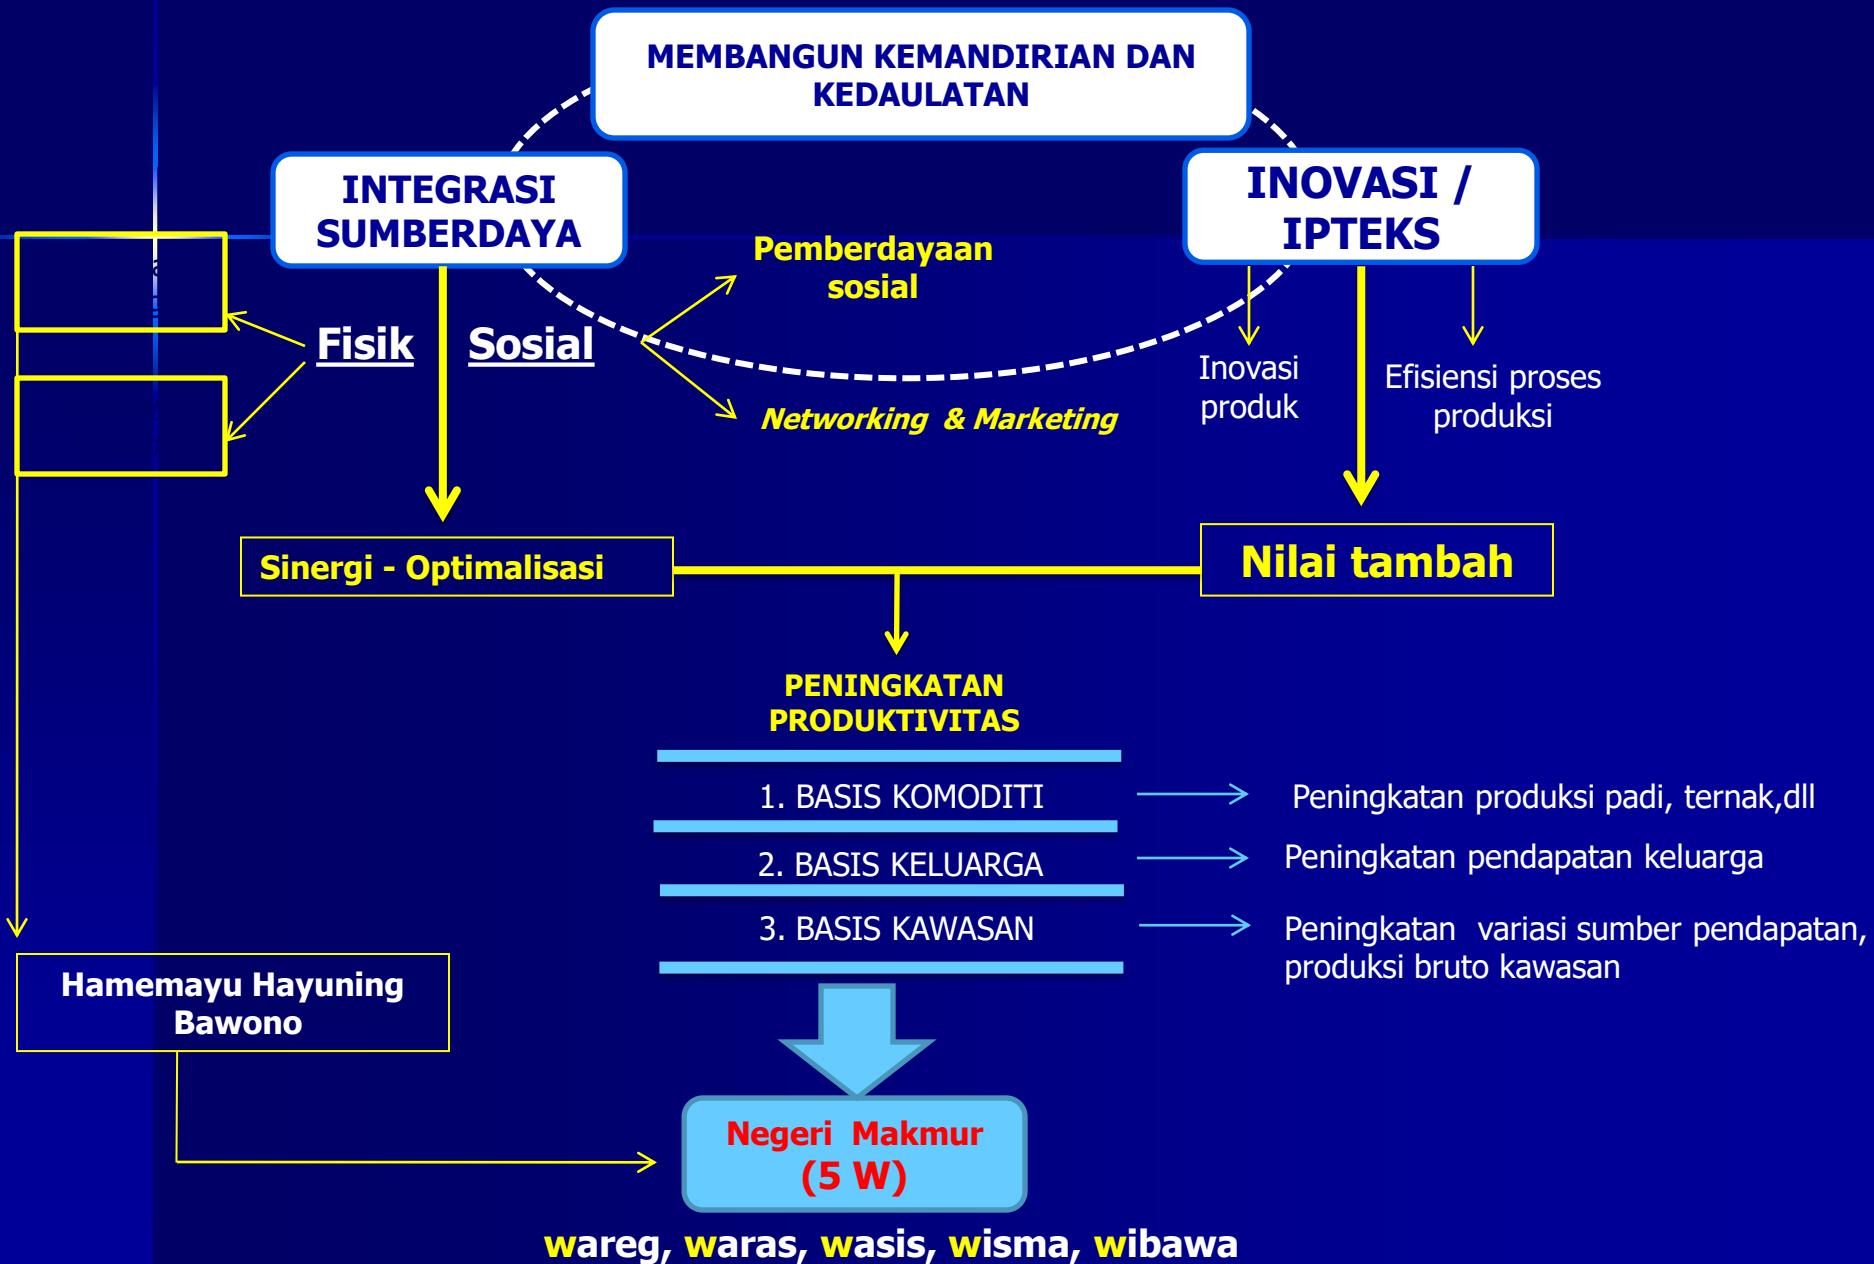 MEMBANGUN KEMANDIRIAN DAN
KEDAULATAN
INTEGRASI
SUMBERDAYA
INOVASI /
IPTEKS
Pemberdayaan
sosial
Fisik
Sosial
Networking & Marketing
Inovasi
produk
Efisiensi proses
produksi
Sinergi - Optimalisasi
Nilai tambah
PENINGKATAN
PRODUKTIVITAS
1. BASIS KOMODITI
Peningkatan produksi padi, ternak,dll
2. BASIS KELUARGA
Peningkatan pendapatan keluarga
3. BASIS KAWASAN
Peningkatan variasi sumber pendapatan,
produksi bruto kawasan
Hamemayu Hayuning
Bawono
Negeri Makmur
(5 W)
wareg, waras, wasis, wisma, wibawa